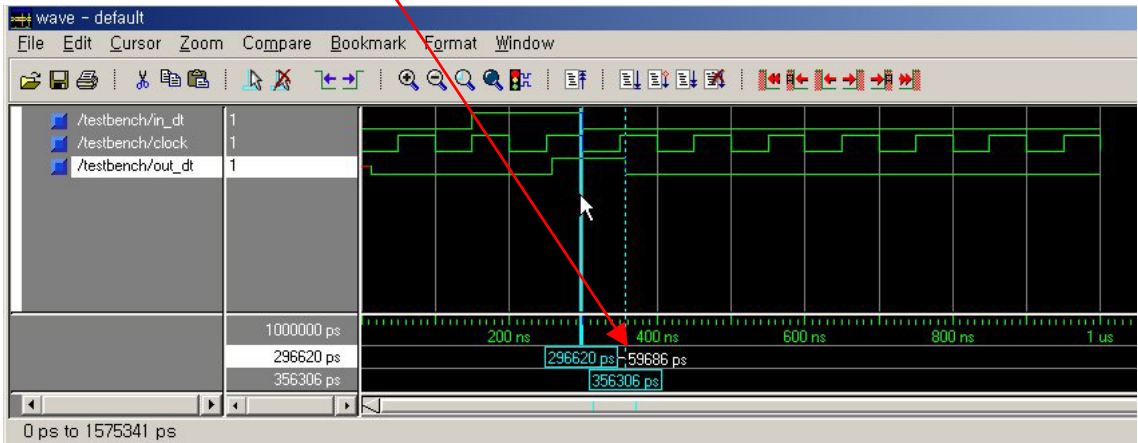 wave - default
File Edit Cursor Zoom Compare Bookmark Format Window
/testbench/in_dt 1
/testbench/clock 1
/testbench/out_dt 1
1000000 ps
200 ns 400 ns 600 ns 800 ns 1 us
296620 ps 296620 ps 59686 ps
356306 ps 356306 ps
0 ps to 1575341 ps